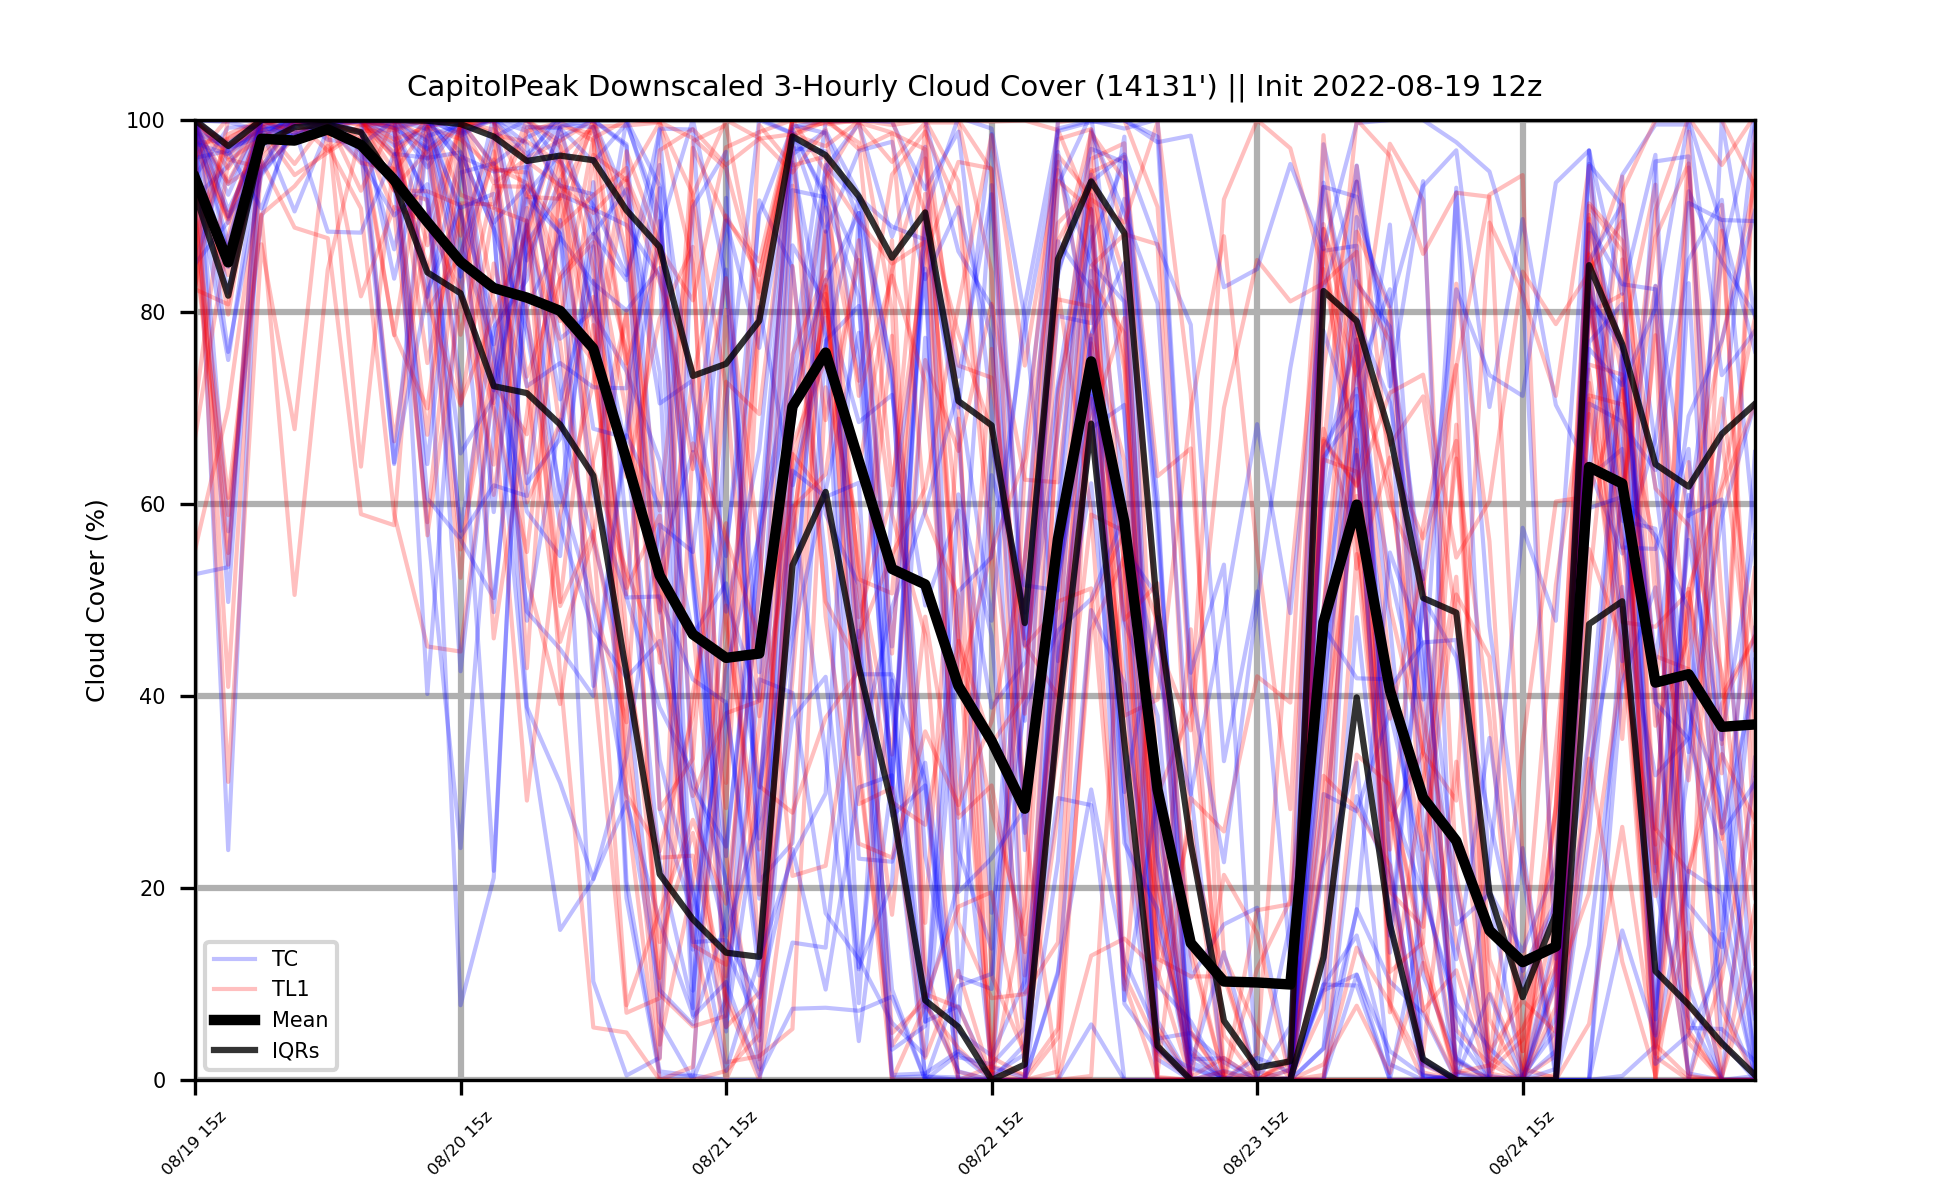 CapitolPeak Downscaled 3-Hourly Cloud Cover (14131') || Init 2022-08-19 12z
Cloud Cover (%)
100
80
60
40
20
0
TC
TL1
Mean
IQRs
08/19 15z
08/20 15z
08/21 15z
08/22 15z
08/23 15z
08/24 15z